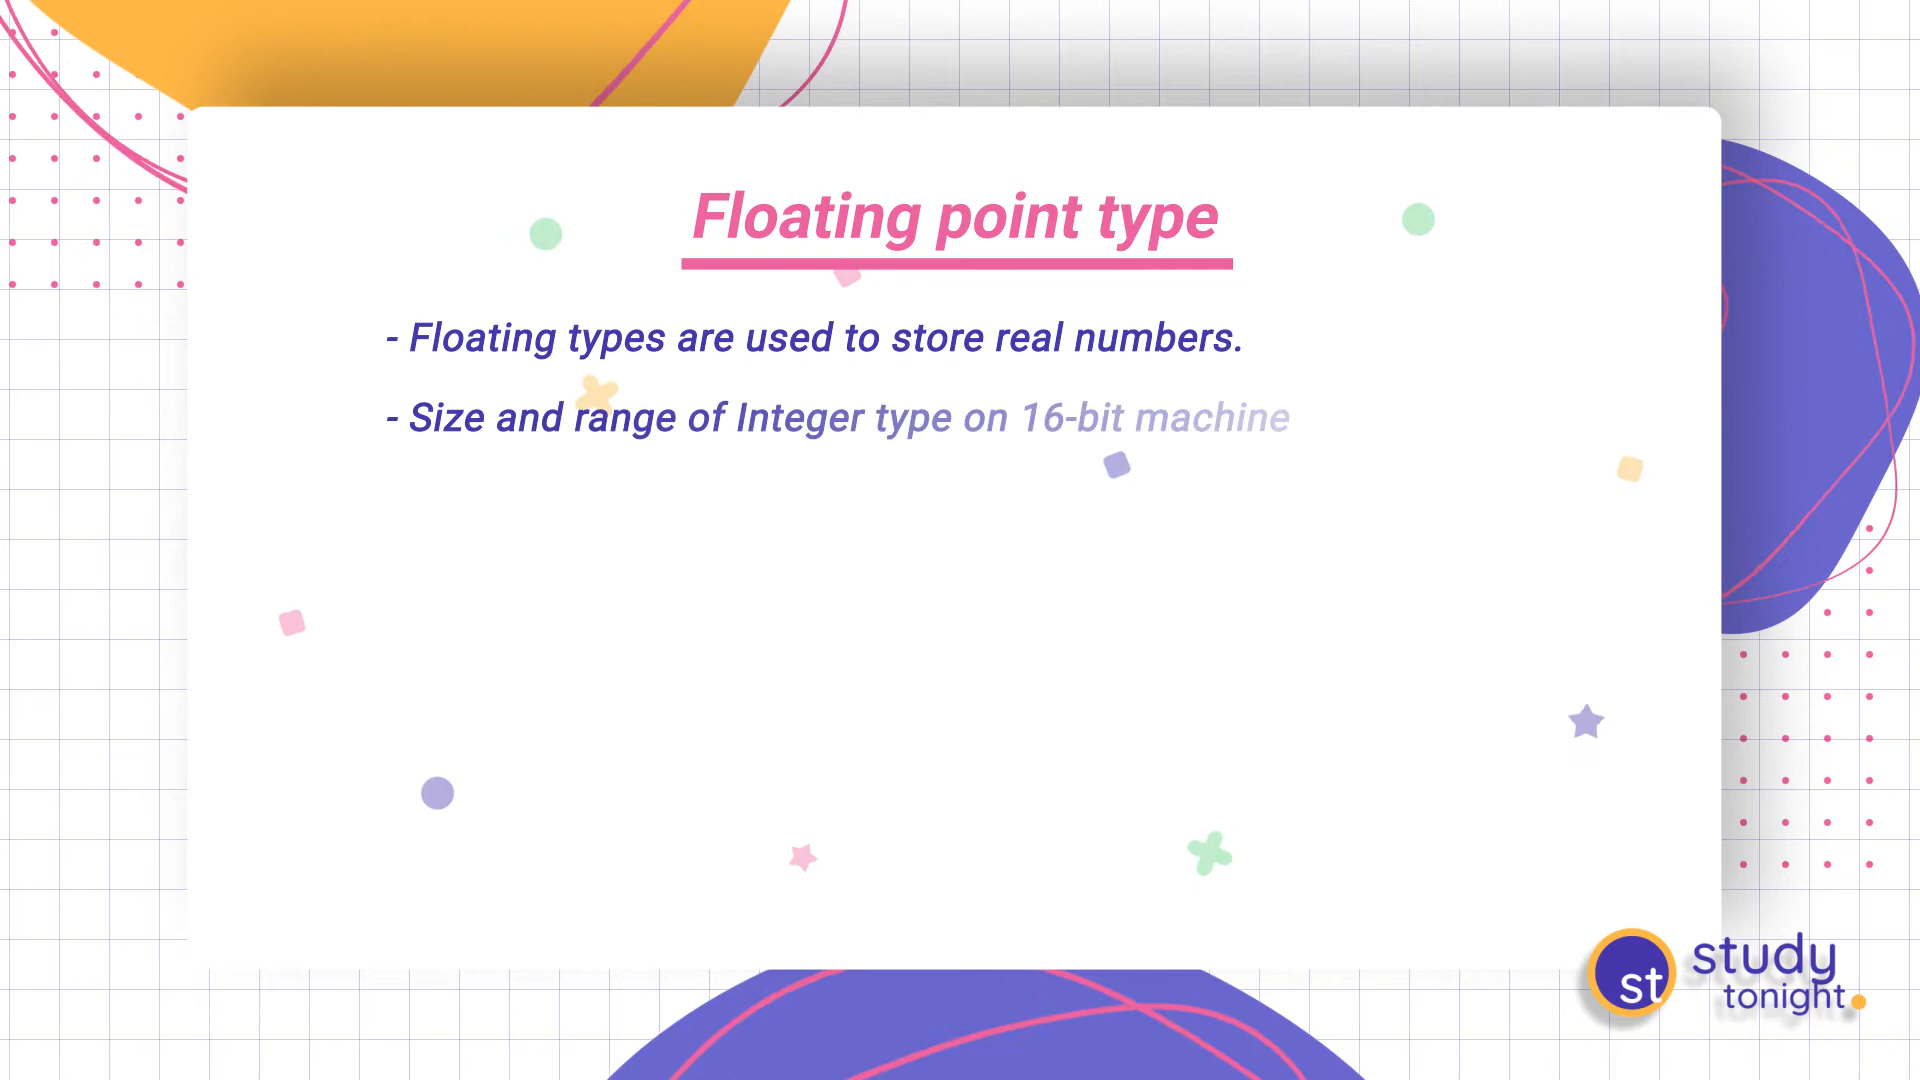 Floating point type
- Floating types are used to store real numbers.
- Size and range of Integer type on 16-bit machine
st
study
tonight